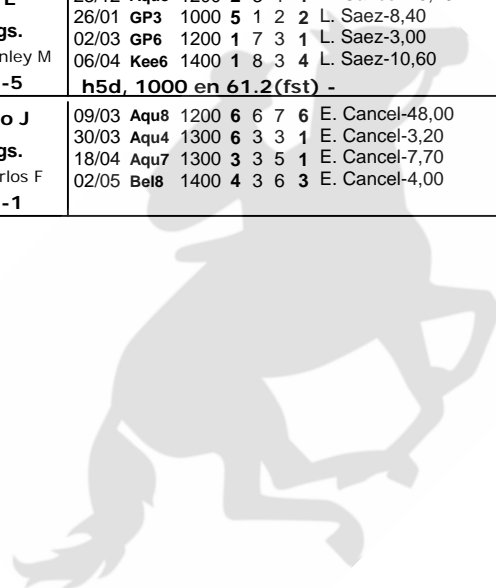 26/01 GP3 1000 5 1 2 2 L. Saez-8,40
gs. 02/03 GP6 1200 1 7 3 1 L. Saez-3,00
nley M 06/04 Kee6 1400 1 8 3 4 L. Saez-10,60
-5 h5d, 1000 en 61.2(fst) -
o J 09/03 Aqu8 1200 6 6 7 6 E. Cancel-48,00
30/03 Aqu4 1300 6 3 3 1 E. Cancel-3,20
gs. 18/04 Aqu7 1300 3 3 5 1 E. Cancel-7,70
rlos F 02/05 Bel8 1400 4 3 6 3 E. Cancel-4,00
-1